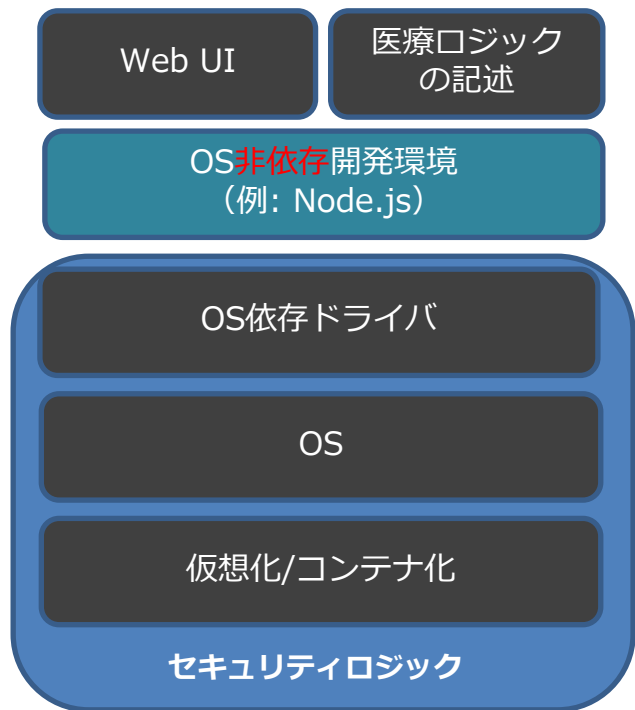 Web UI
医療ロジック
の記述
OS非依存開発環境
（例: Node.js）
OS依存ドライバ
OS
仮想化/コンテナ化
セキュリティロジック